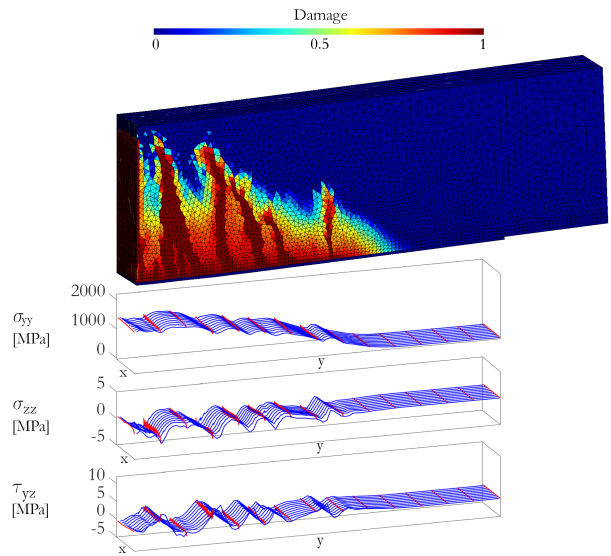 Damage
0 0.5 1
2000
σyy 1000
[MPa]
0
x y
5
σzz 0
[MPa]
-5
x y
10
τyz 5
0
[MPa]
-5
x y